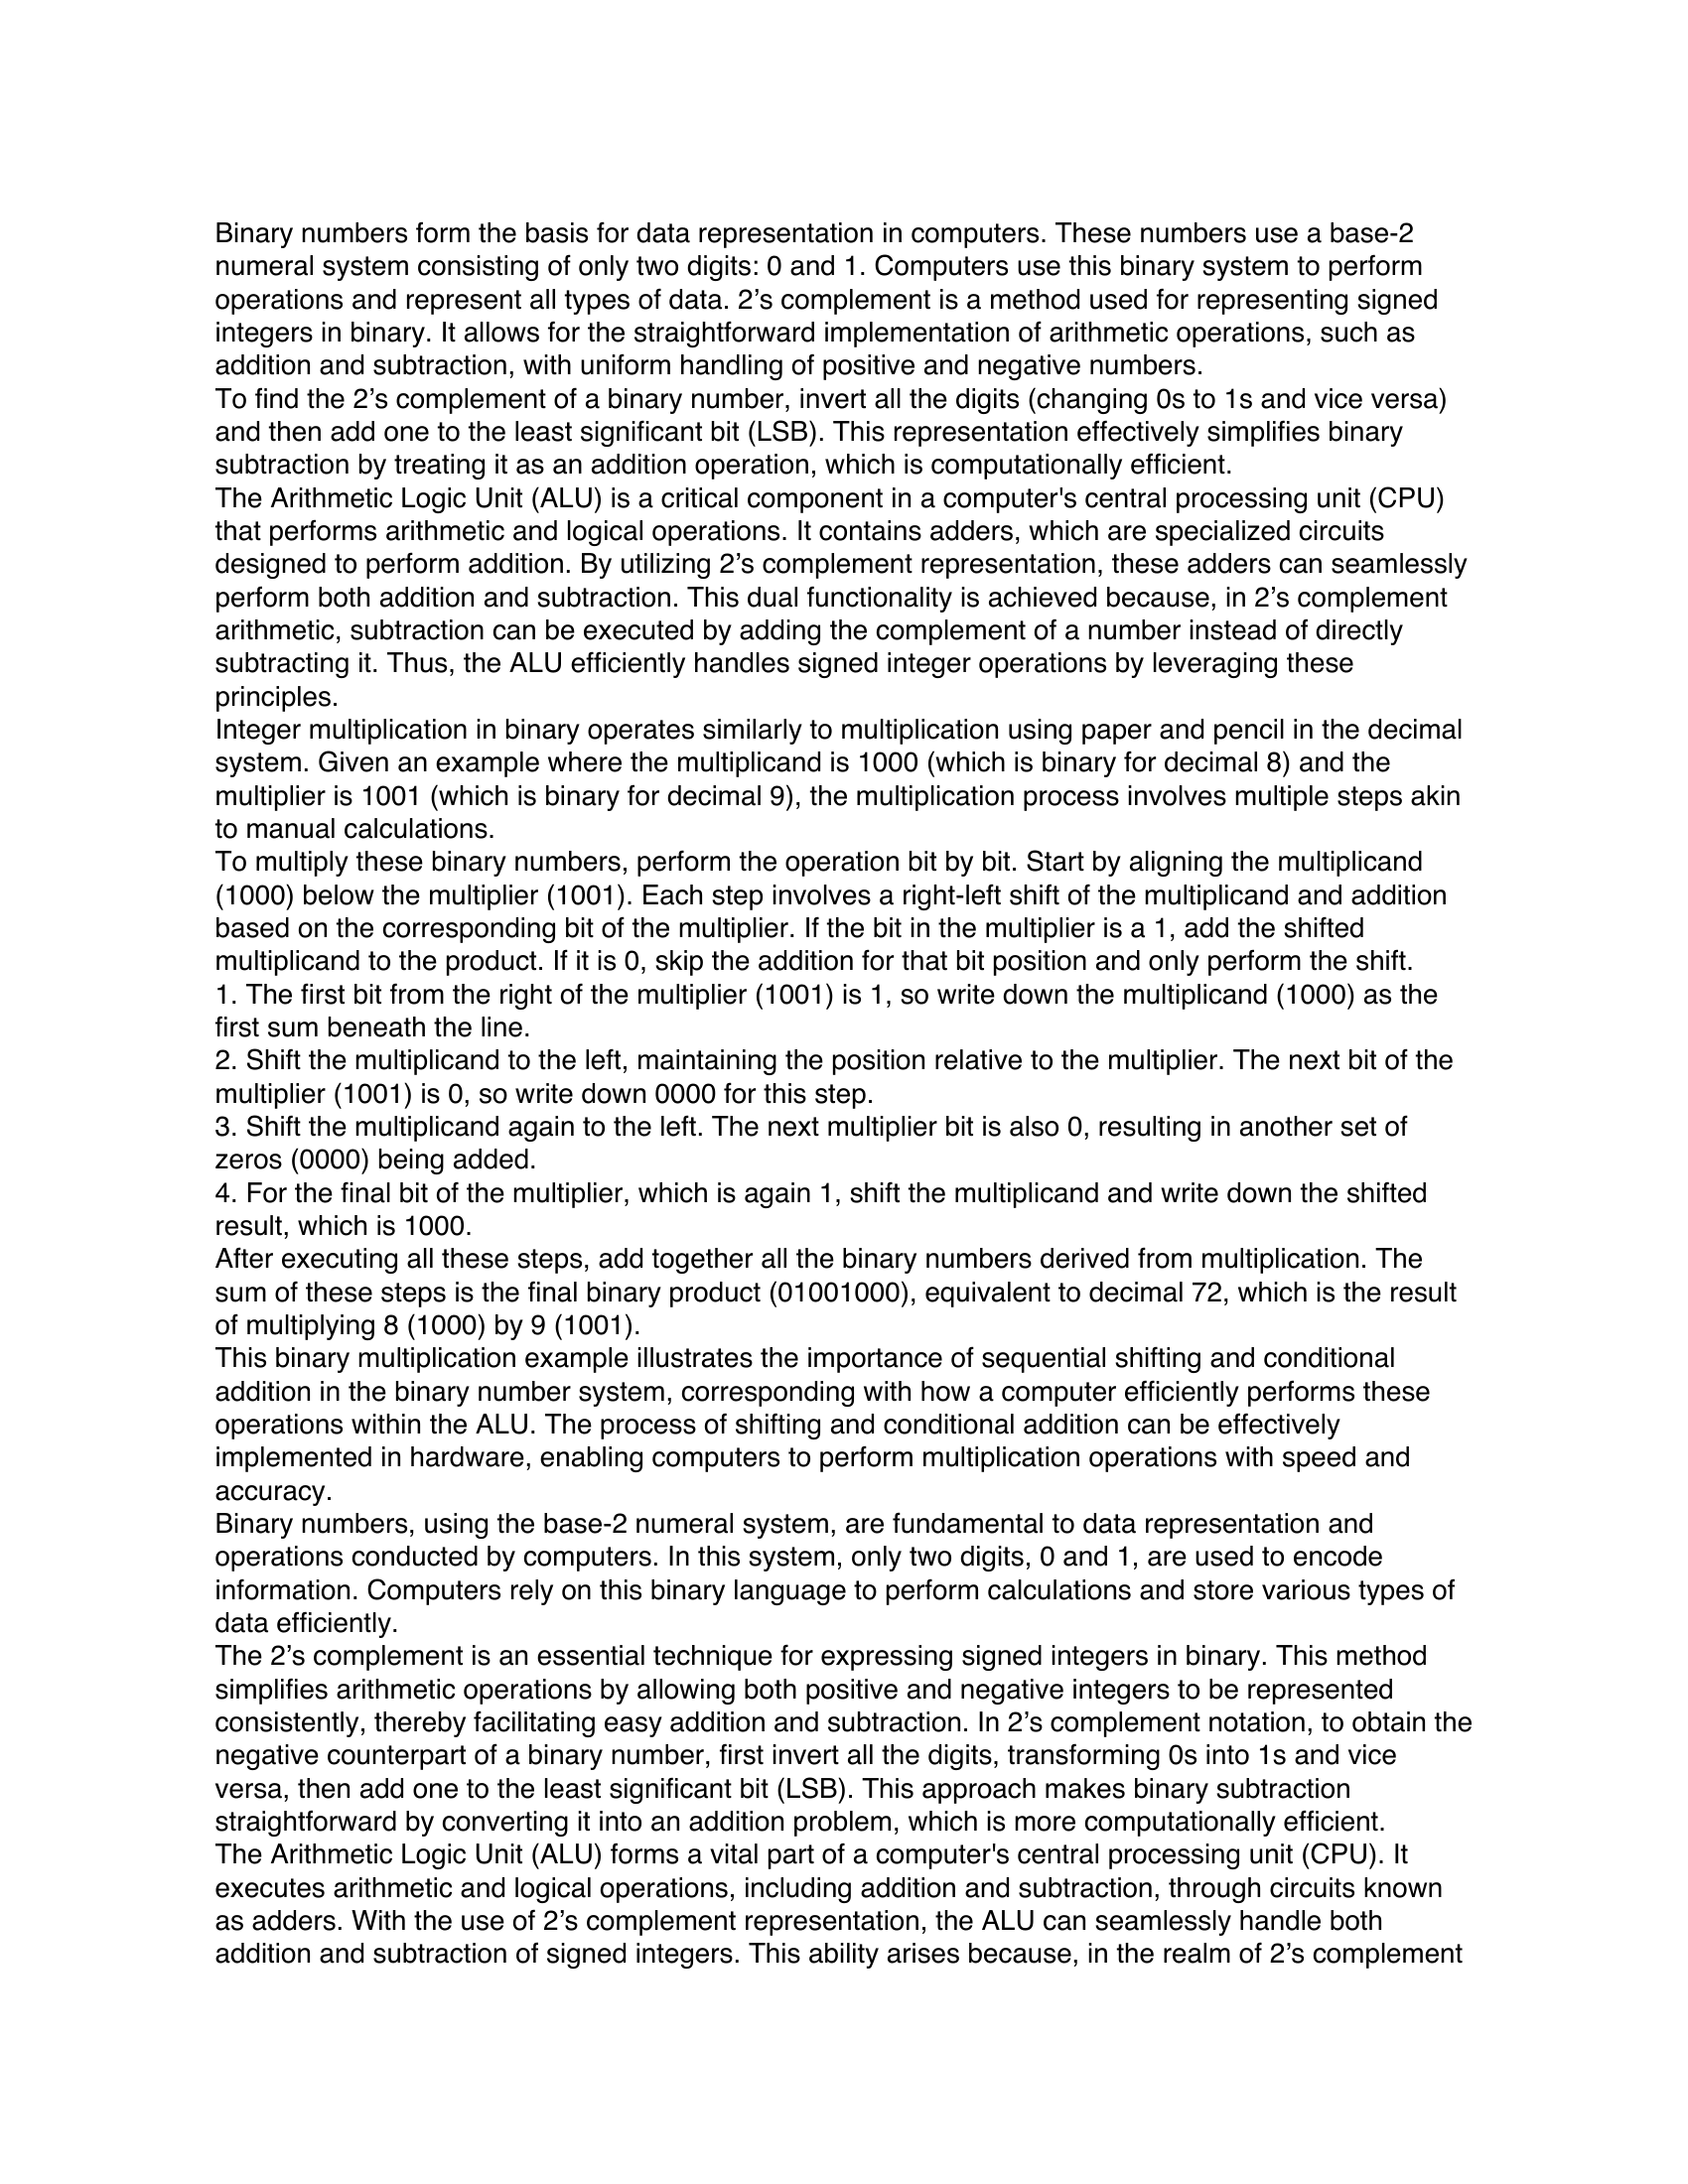 Binary numbers form the basis for data representation in computers. These numbers use a base-2
numeral system consisting of only two digits: 0 and 1. Computers use this binary system to perform
operations and represent all types of data. 2’s complement is a method used for representing signed
integers in binary. It allows for the straightforward implementation of arithmetic operations, such as
addition and subtraction, with uniform handling of positive and negative numbers.
To find the 2’s complement of a binary number, invert all the digits (changing 0s to 1s and vice versa)
and then add one to the least significant bit (LSB). This representation effectively simplifies binary
subtraction by treating it as an addition operation, which is computationally efficient.
The Arithmetic Logic Unit (ALU) is a critical component in a computer's central processing unit (CPU)
that performs arithmetic and logical operations. It contains adders, which are specialized circuits
designed to perform addition. By utilizing 2’s complement representation, these adders can seamlessly
perform both addition and subtraction. This dual functionality is achieved because, in 2’s complement
arithmetic, subtraction can be executed by adding the complement of a number instead of directly
subtracting it. Thus, the ALU efficiently handles signed integer operations by leveraging these
principles.
Integer multiplication in binary operates similarly to multiplication using paper and pencil in the decimal
system. Given an example where the multiplicand is 1000 (which is binary for decimal 8) and the
multiplier is 1001 (which is binary for decimal 9), the multiplication process involves multiple steps akin
to manual calculations.
To multiply these binary numbers, perform the operation bit by bit. Start by aligning the multiplicand
(1000) below the multiplier (1001). Each step involves a right-left shift of the multiplicand and addition
based on the corresponding bit of the multiplier. If the bit in the multiplier is a 1, add the shifted
multiplicand to the product. If it is 0, skip the addition for that bit position and only perform the shift.
1. The first bit from the right of the multiplier (1001) is 1, so write down the multiplicand (1000) as the
first sum beneath the line.
2. Shift the multiplicand to the left, maintaining the position relative to the multiplier. The next bit of the
multiplier (1001) is 0, so write down 0000 for this step.
3. Shift the multiplicand again to the left. The next multiplier bit is also 0, resulting in another set of
zeros (0000) being added.
4. For the final bit of the multiplier, which is again 1, shift the multiplicand and write down the shifted
result, which is 1000.
After executing all these steps, add together all the binary numbers derived from multiplication. The
sum of these steps is the final binary product (01001000), equivalent to decimal 72, which is the result
of multiplying 8 (1000) by 9 (1001).
This binary multiplication example illustrates the importance of sequential shifting and conditional
addition in the binary number system, corresponding with how a computer efficiently performs these
operations within the ALU. The process of shifting and conditional addition can be effectively
implemented in hardware, enabling computers to perform multiplication operations with speed and
accuracy.
Binary numbers, using the base-2 numeral system, are fundamental to data representation and
operations conducted by computers. In this system, only two digits, 0 and 1, are used to encode
information. Computers rely on this binary language to perform calculations and store various types of
data efficiently.
The 2’s complement is an essential technique for expressing signed integers in binary. This method
simplifies arithmetic operations by allowing both positive and negative integers to be represented
consistently, thereby facilitating easy addition and subtraction. In 2’s complement notation, to obtain the
negative counterpart of a binary number, first invert all the digits, transforming 0s into 1s and vice
versa, then add one to the least significant bit (LSB). This approach makes binary subtraction
straightforward by converting it into an addition problem, which is more computationally efficient.
The Arithmetic Logic Unit (ALU) forms a vital part of a computer's central processing unit (CPU). It
executes arithmetic and logical operations, including addition and subtraction, through circuits known
as adders. With the use of 2’s complement representation, the ALU can seamlessly handle both
addition and subtraction of signed integers. This ability arises because, in the realm of 2’s complement